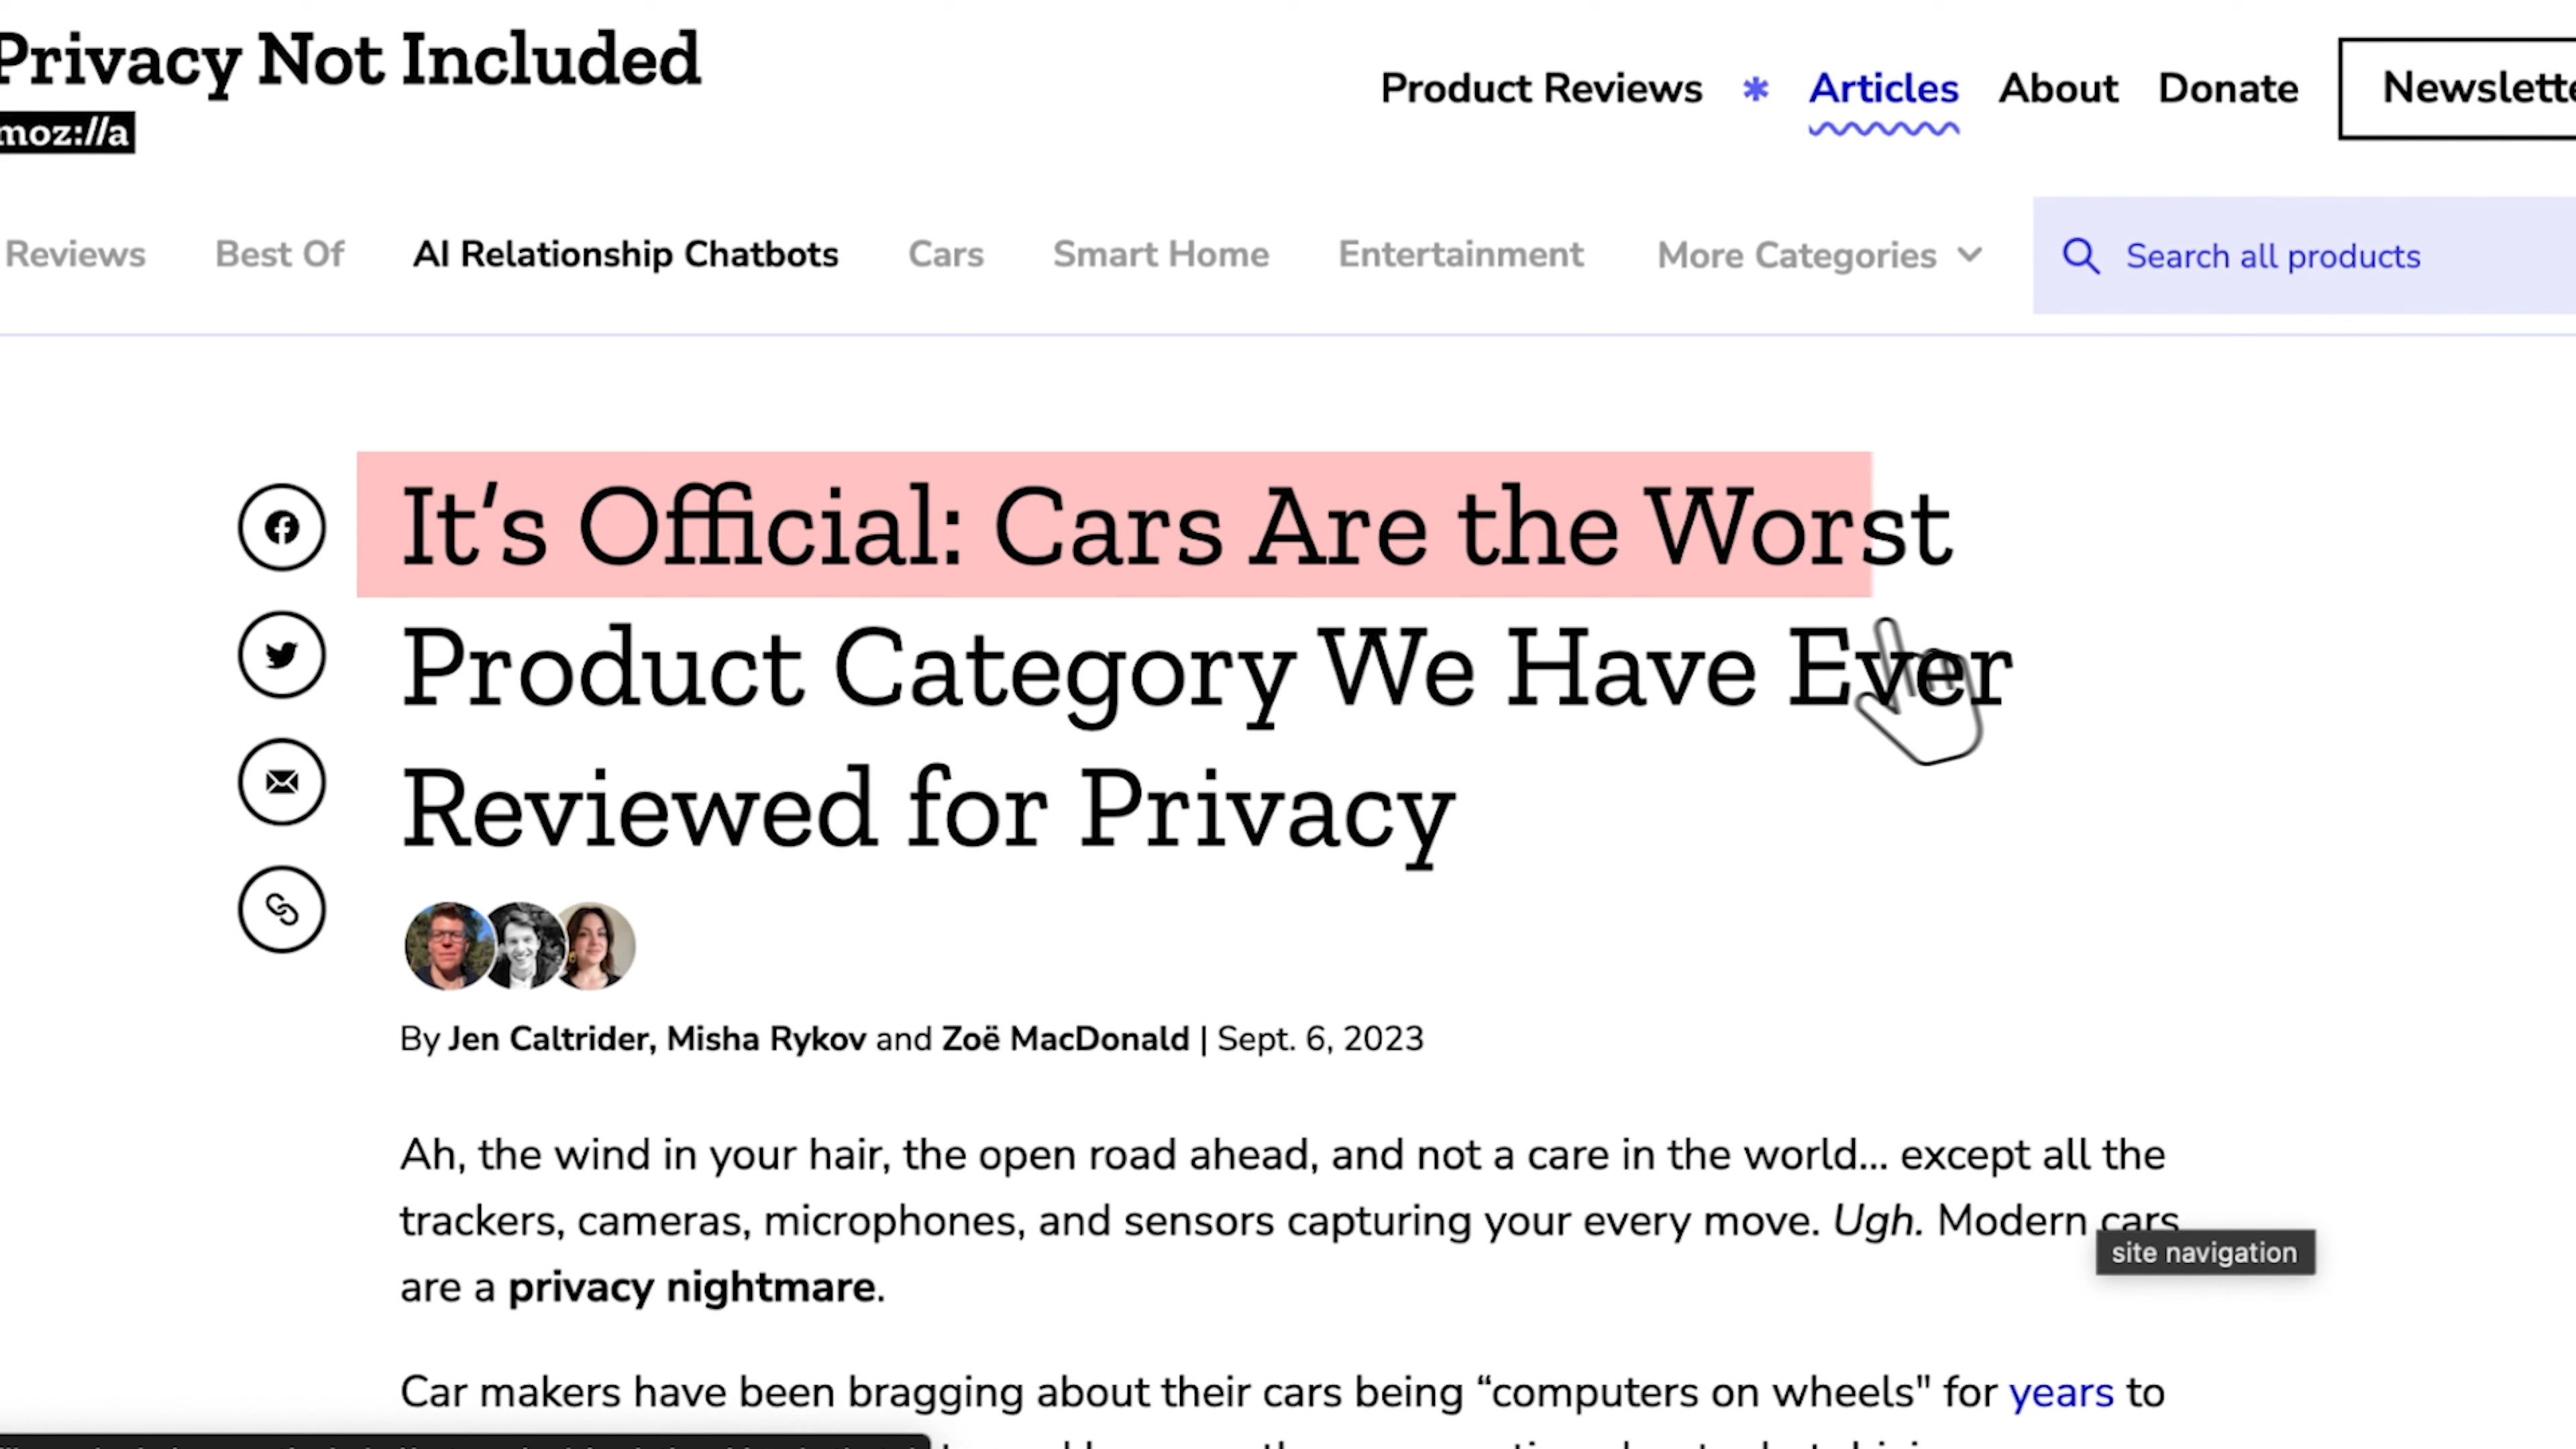 Privacy Not Included
moz://a
Product Reviews * Articles About Donate
Reviews Best Of AI Relationship Chatbots Cars Smart Home Entertainment More Categories Search all products
It's Official: Cars Are the Worst
Product Category We Have Ever
Reviewed for Privacy
By Jen Caltrider, Misha Rykov and Zoë MacDonald | Sept. 6, 2023
Ah, the wind in your hair, the open road ahead, and not a care in the world… except all the
trackers, cameras, microphones, and sensors capturing your every move. Ugh. Modern cars
site navigation
are a privacy nightmare.
Car makers have been bragging about their cars being “computers on wheels" for years to